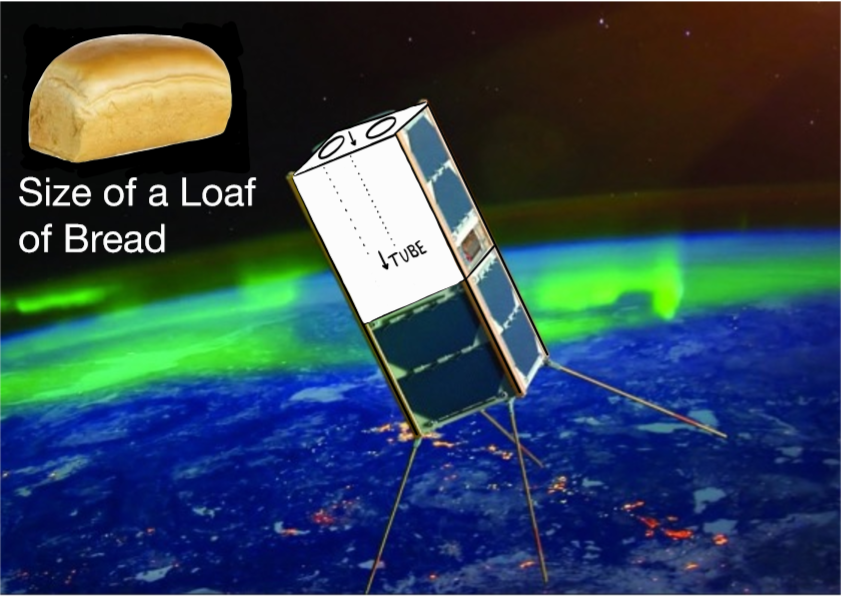 Size of a Loaf
of Bread
TUBE